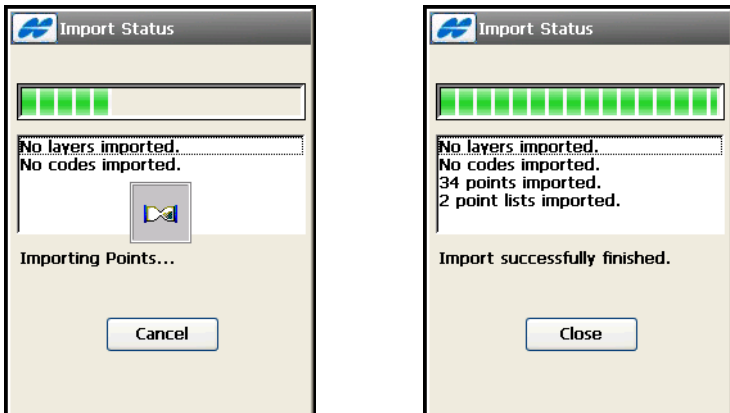 Import Status
No layers imported.
No codes imported.
Importing Points...
Cancel
Import Status
No layers imported.
No codes imported.
34 points imported.
2 point lists imported.
Import successfully finished.
Close